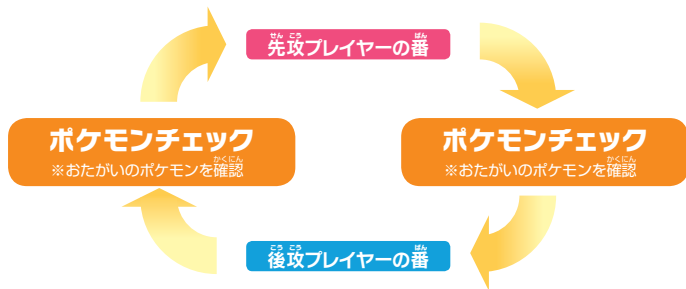 先攻プレイヤーの番
ポケモンチェック
※おたがいのポケモンを確認
ポケモンチェック
※おたがいのポケモンを確認
後攻プレイヤーの番